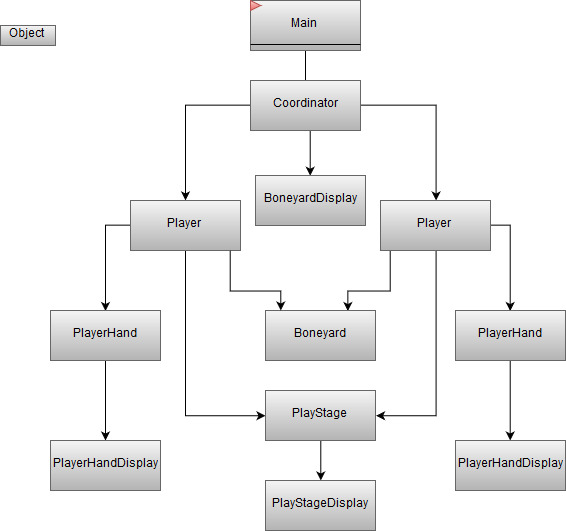 Object
Main
Coordinator
BoneyardDisplay
Player
Player
PlayerHand
Boneyard
PlayerHand
PlayStage
PlayerHandDisplay
PlayerHandDisplay
PlayStageDisplay